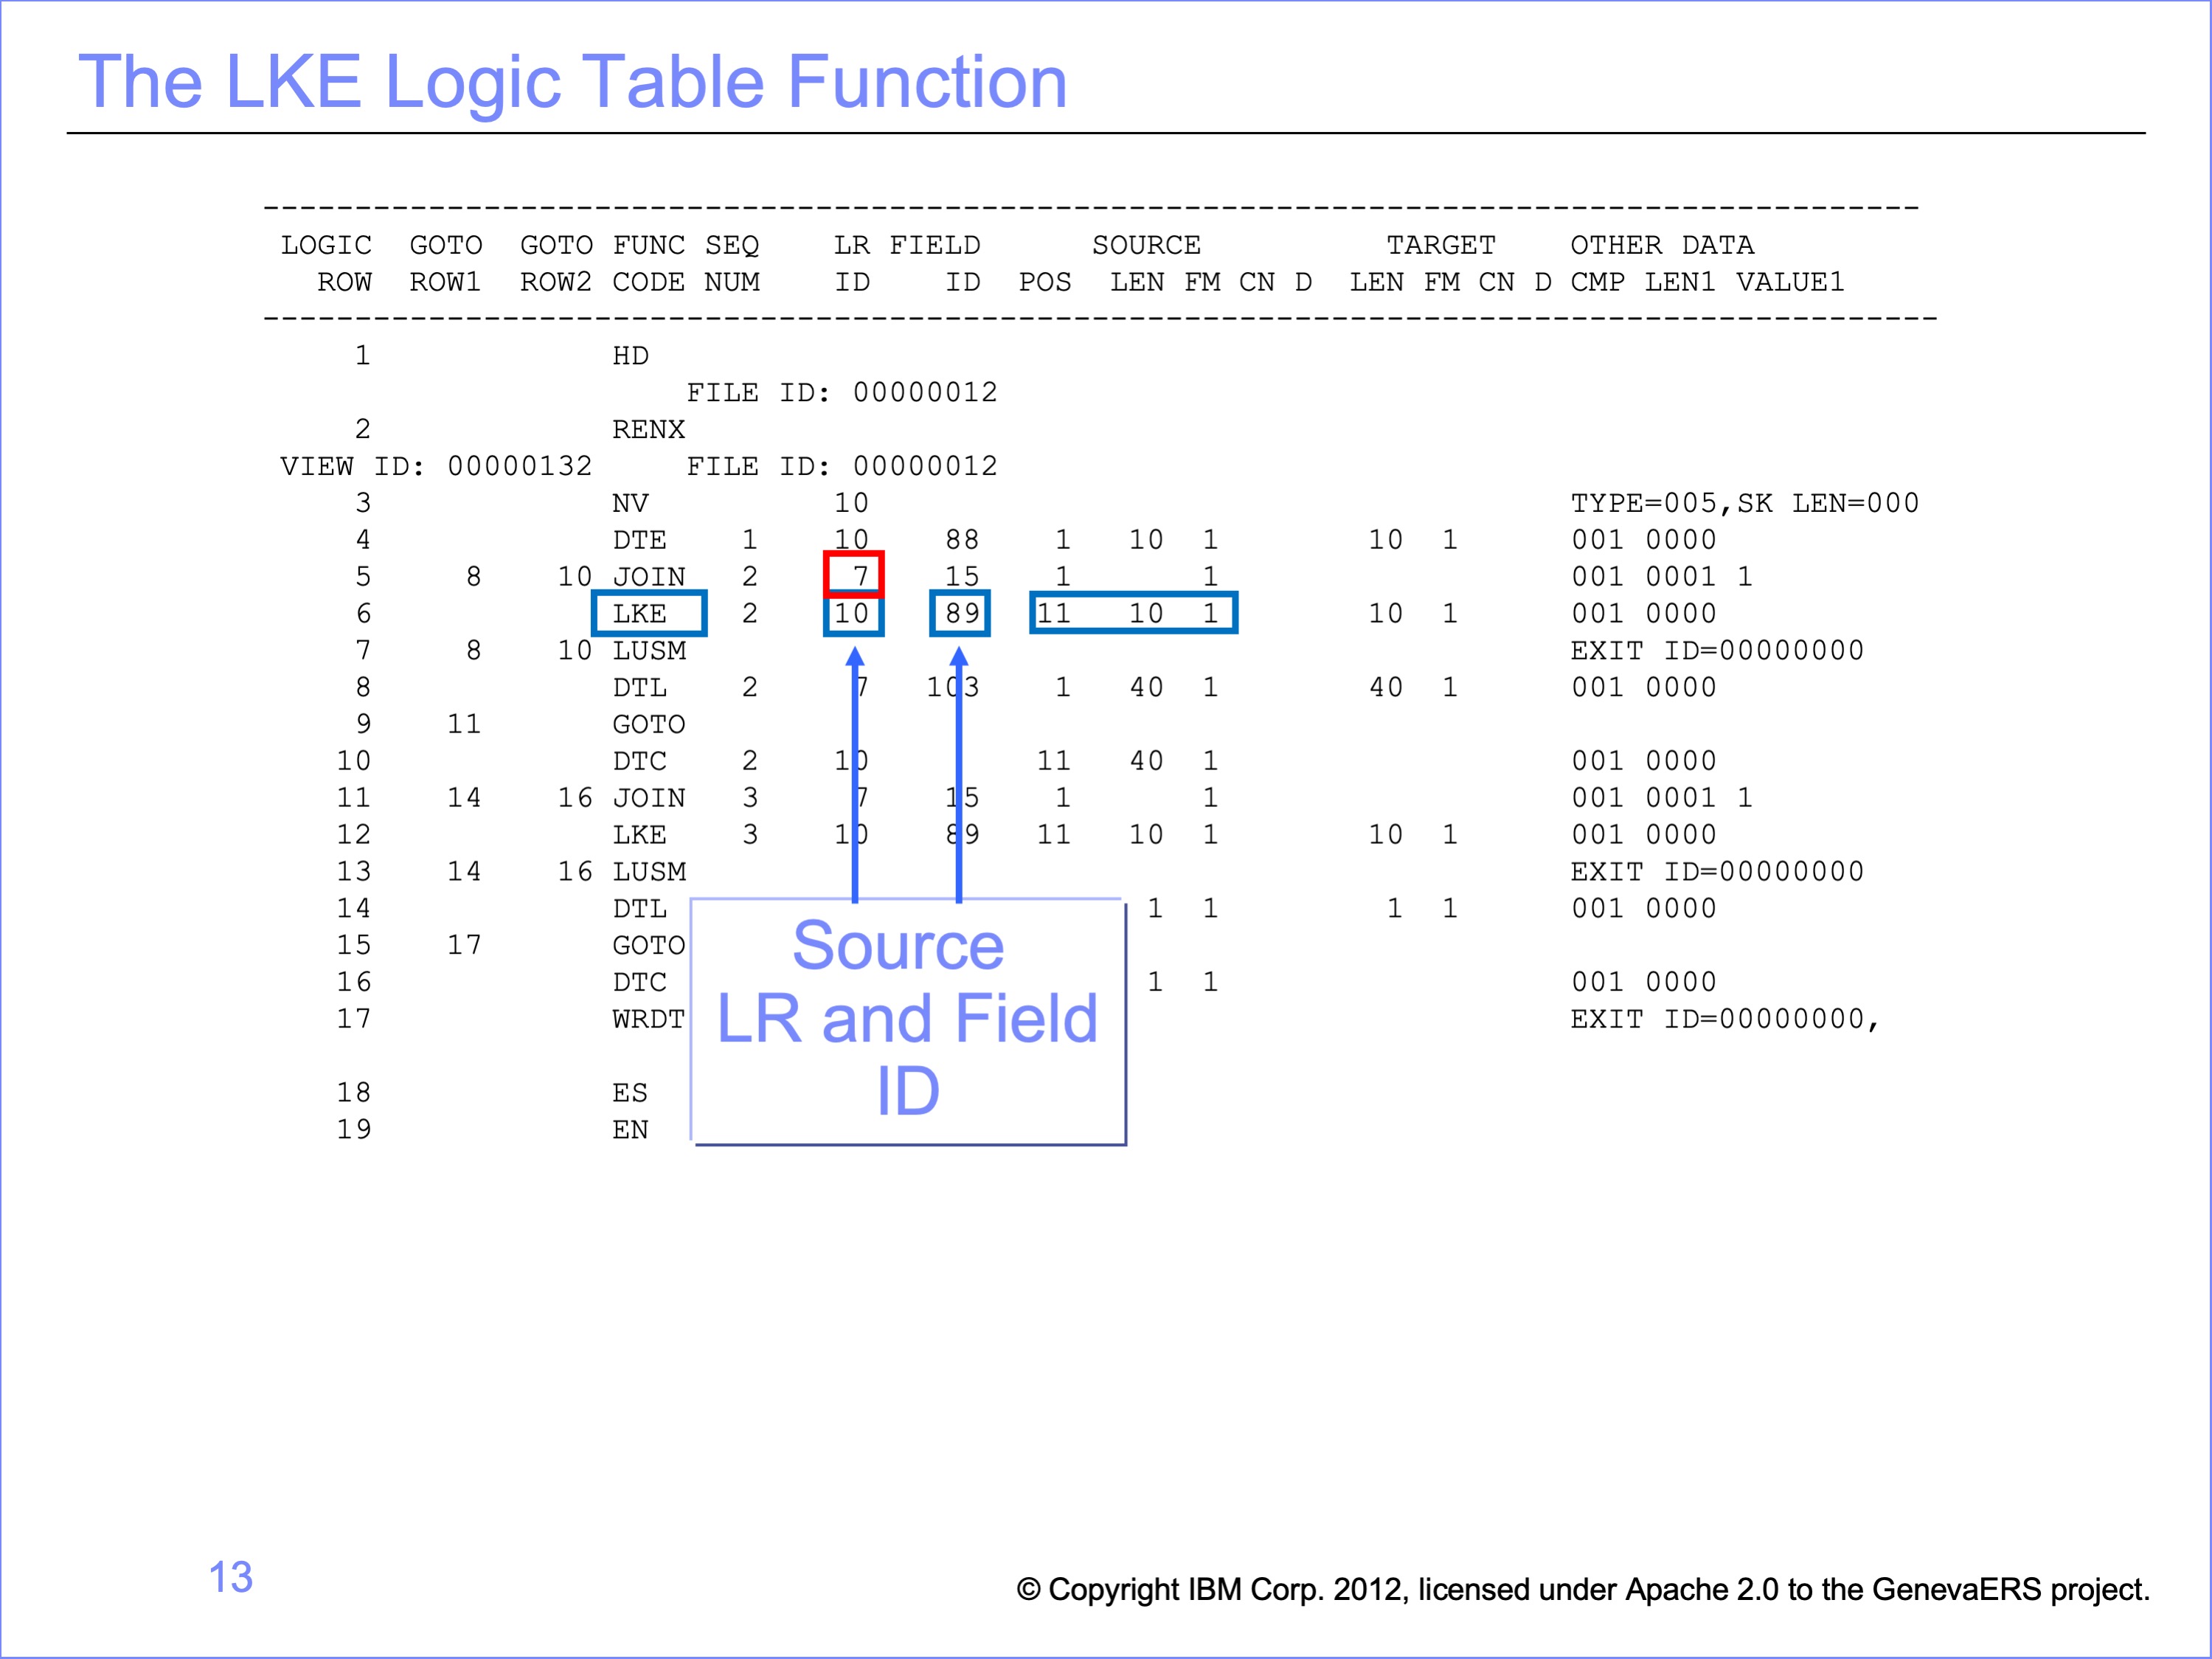 The LKE Logic Table Function
------------------------------------------------------------------------------------------
LOGIC  GOTO  GOTO FUNC SEQ    LR FIELD      SOURCE          TARGET    OTHER DATA
ROW  ROW1  ROW2 CODE NUM    ID    ID  POS  LEN FM CN D  LEN FM CN D CMP LEN1 VALUE1
-------------------------------------------------------------------------------------------
1 HD
FILE ID: 00000012
2 RENX
VIEW ID: 00000132 FILE ID: 00000012
3 NV 10 TYPE=005,SK LEN=000
4 DTE 1 10 88 1 10 1 10 1 001 0000
5 8 10 JOIN 2 7 15 1 1 001 0001 1
6 LKE 2 10 89 11 10 1 10 1 001 0000
7 8 10 LUSM EXIT ID=00000000
8 DTL 2 7 103 1 40 1 40 1 001 0000
9 11 GOTO
10 DTC 2 10 11 40 1 001 0000
11 14 16 JOIN 3 7 15 1 1 001 0001 1
12 LKE 3 10 89 11 10 1 10 1 001 0000
13 14 16 LUSM EXIT ID=00000000
14 DTL 1 1 1 1 001 0000
15 17 GOTO
16 DTC 1 1 001 0000
17 WRDT EXIT ID=00000000,
18 ES
19 EN
Source
LR and Field
ID
13
© Copyright IBM Corp. 2012, licensed under Apache 2.0 to the GenevaERS project.